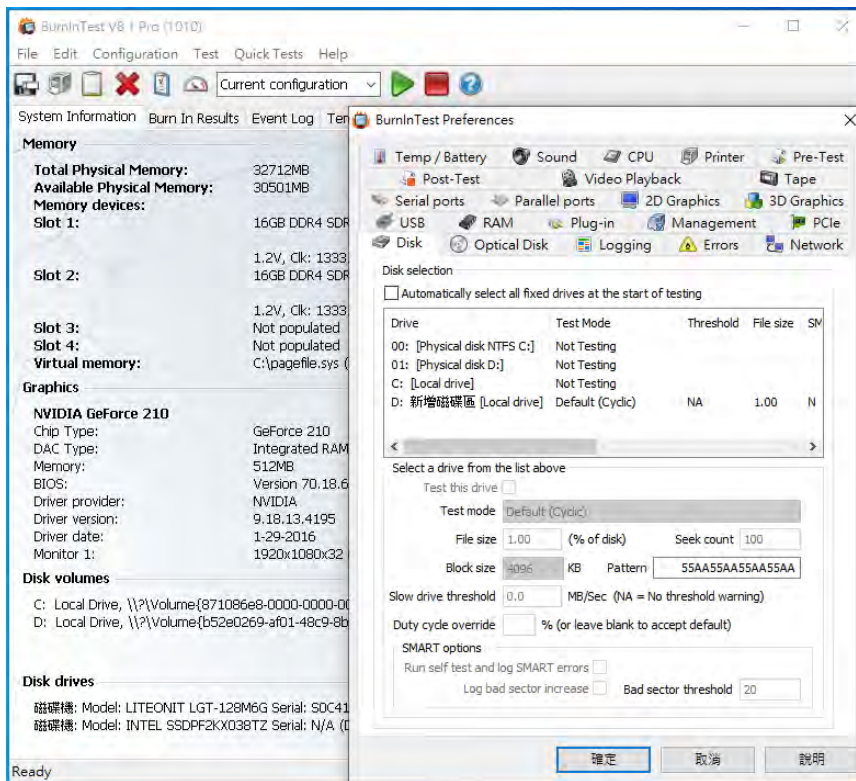 BurnInTest V8.1 Pro (1010)
File Edit Configuration Test Quick Tests Help
Current configuration
System Information Burn In Results Event Log Ten
Memory
Total Physical Memory: 32712MB
Available Physical Memory: 30501MB
Memory devices:
Slot 1: 16GB DDR4 SDR
1.2V, Clk: 1333
Slot 2: 16GB DDR4 SDR
1.2V, Clk: 1333
Slot 3: Not populated
Slot 4: Not populated
Virtual memory: C:\pagefile.sys (
Graphics
NVIDIA GeForce 210
Chip Type: GeForce 210
DAC Type: Integrated RAM
Memory: 512MB
BIOS: Version 70.18.6
Driver provider: NVIDIA
Driver version: 9.18.13.4195
Driver date: 1-29-2016
Monitor 1: 1920x1080x32
Disk volumes
C: Local Drive, \\?\Volume{871086e8-0000-0000-00
D: Local Drive, \\?\Volume{b52e0269-af01-48c9-8b
Disk drives
磁碟機: Model: LITEONIT LGT-128M6G Serial: S0C41
磁碟機: Model: INTEL SSDPF2KX038TZ Serial: N/A (D
Ready
BurnInTest Preferences
Temp / Battery Sound CPU Printer Pre-Test
Post-Test Video Playback Tape
Serial ports Parallel ports 2D Graphics 3D Graphics
USB RAM Plug-in Management PCIe
Disk Optical Disk Logging Errors Network
Disk selection
Automatically select all fixed drives at the start of testing
Drive Test Mode Threshold File size SM
00: [Physical disk NTFS C:] Not Testing
01: [Physical disk D:] Not Testing
C: [Local drive] Not Testing
D: 新增磁碟區 [Local drive] Default (Cyclic) NA 1.00 N
Select a drive from the list above
Test this drive
Test mode Default (Cyclic)
File size 1.00 (% of disk) Seek count 100
Block size 4096 KB Pattern 55AA55AA55AA55AA
Slow drive threshold 0.0 MB/Sec (NA = No threshold warning)
Duty cycle override % (or leave blank to accept default)
SMART options
Run self test and log SMART errors
Log bad sector increase Bad sector threshold 20
確定 取消 說明